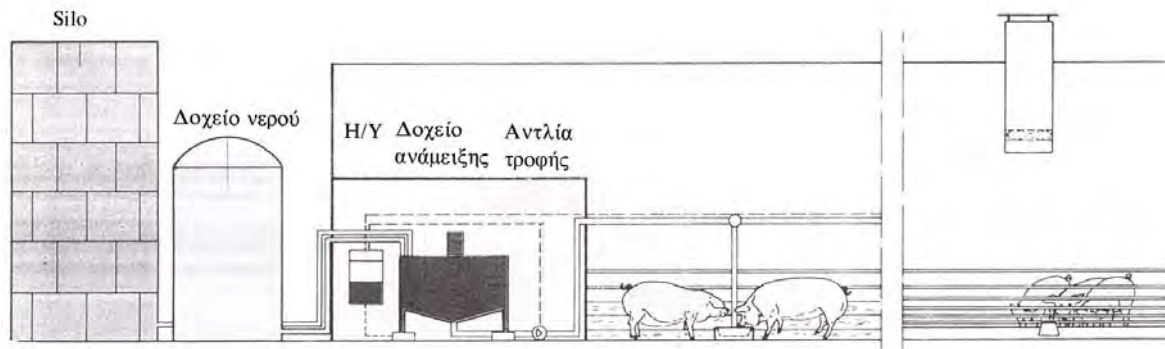 Silo
Δοχείο νερού
Η/Υ
Δοχείο
ανάμειξης
Αντλία
τροφής